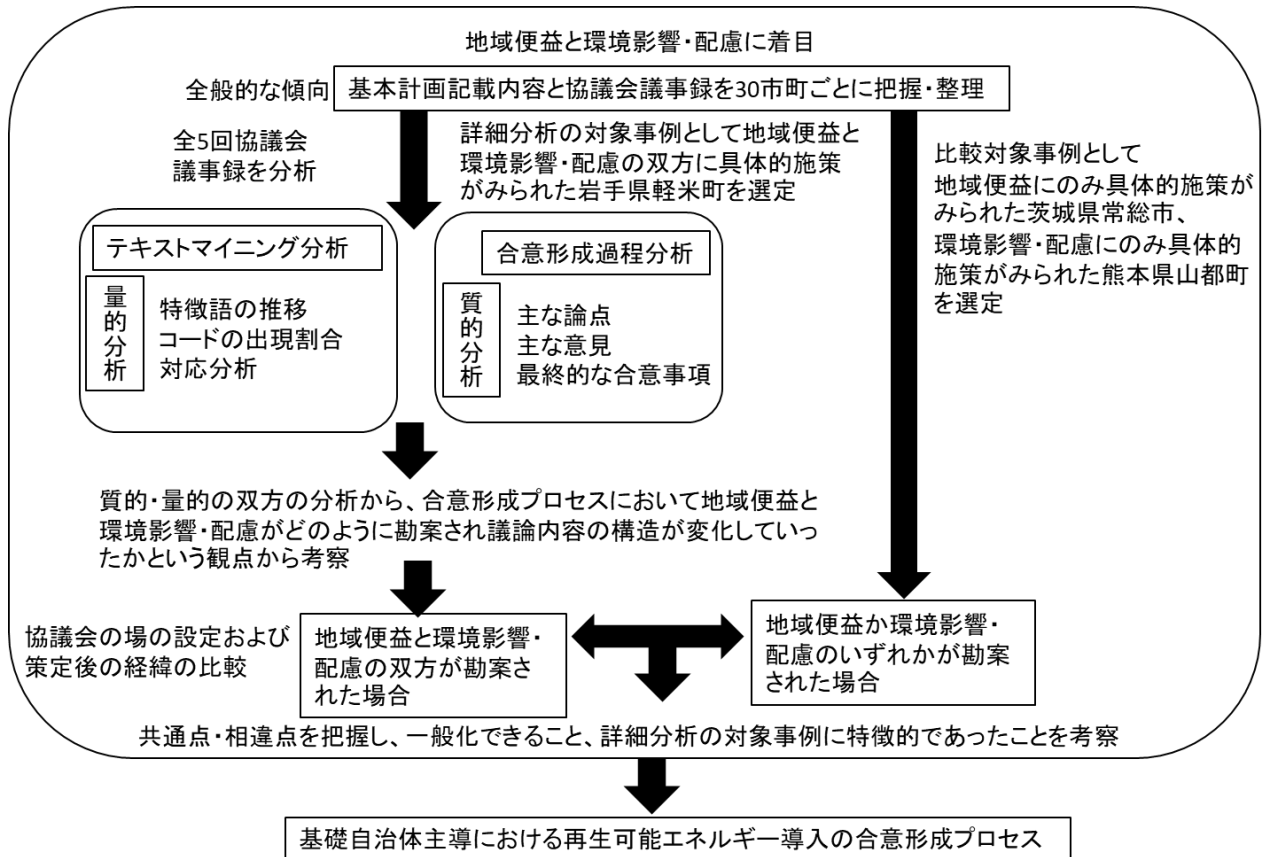 地域便益と環境影響・配慮に着目
全般的な傾向
基本計画記載内容と協議会議事録を30市町ごとに把握・整理
全5回協議会
議事録を分析
詳細分析の対象事例として地域便益と
環境影響・配慮の双方に具体的施策
がみられた岩手県軽米町を選定
比較対象事例として
地域便益にのみ具体的施策が
みられた茨城県常総市、
環境影響・配慮にのみ具体的
施策がみられた熊本県山都町
を選定
テキストマイニング分析
量的分析
特徴語の推移
コードの出現割合
対応分析
合意形成過程分析
質的分析
主な論点
主な意見
最終的な合意事項
質的・量的の双方の分析から、合意形成プロセスにおいて地域便益と
環境影響・配慮がどのように勘案され議論内容の構造が変化していっ
たかという観点から考察
協議会の場の設定および
策定後の経緯の比較
地域便益と環境影響・
配慮の双方が勘案さ
れた場合
地域便益か環境影響・
配慮のいずれかが勘案
された場合
共通点・相違点を把握し、一般化できること、詳細分析の対象事例に特徴的であったことを考察
基礎自治体主導における再生可能エネルギー導入の合意形成プロセス